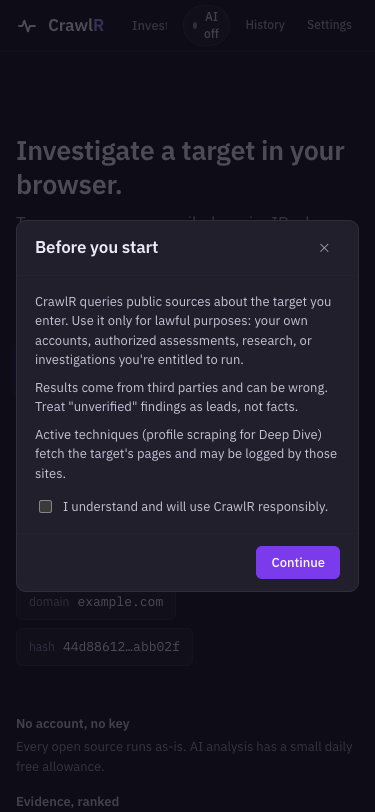 CrawlR
Invest
AI off
History
Settings
Investigate a target in your
browser.
Before you start
×
CrawlR queries public sources about the target you
enter. Use it only for lawful purposes: your own
accounts, authorized assessments, research, or
investigations you're entitled to run.
Results come from third parties and can be wrong.
Treat "unverified" findings as leads, not facts.
Active techniques (profile scraping for Deep Dive)
fetch the target's pages and may be logged by those
sites.
I understand and will use CrawlR responsibly.
Continue
domain example.com
hash 44d88612…abb02f
No account, no key
Every open source runs as-is. AI analysis has a small daily
free allowance.
Evidence, ranked